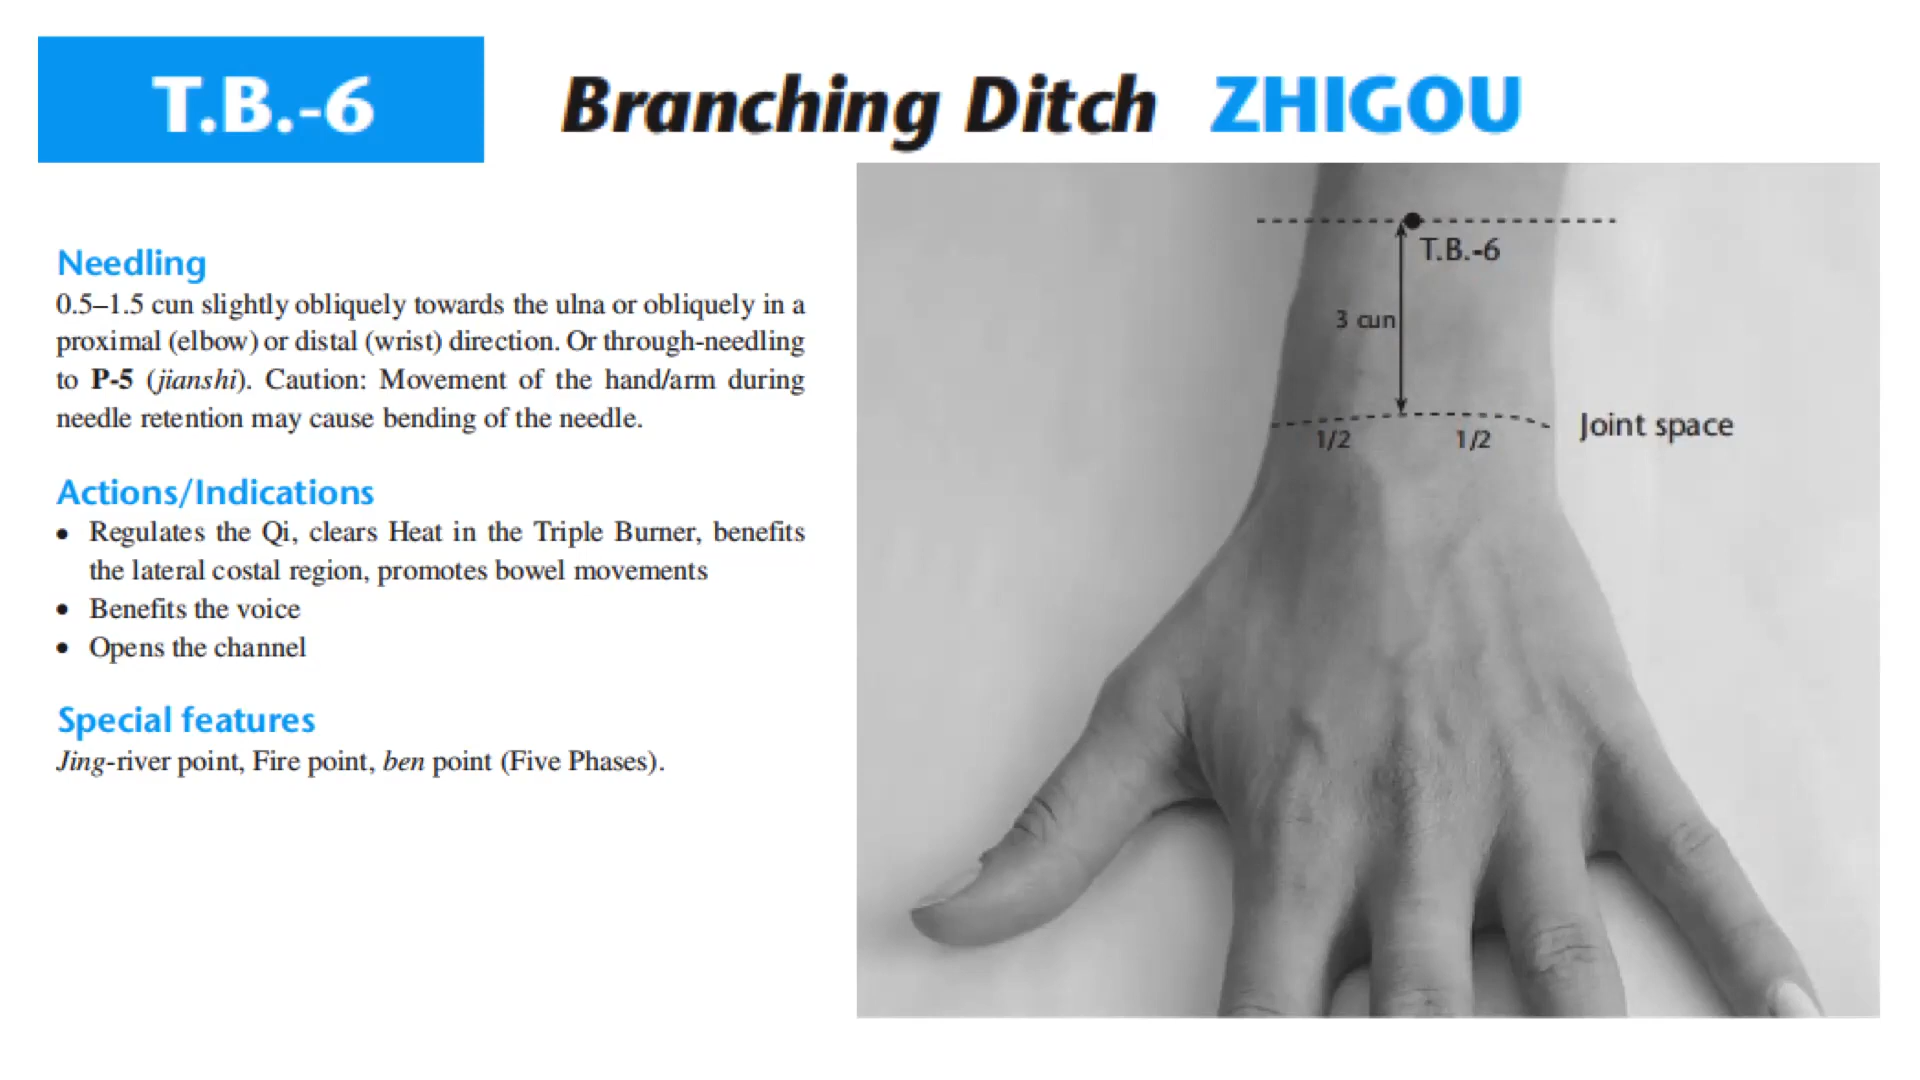 T.B.-6
Branching Ditch ZHIGOU
Needling
0.5–1.5 cun slightly obliquely towards the ulna or obliquely in a
proximal (elbow) or distal (wrist) direction. Or through-needling
to P-5 (jianshi). Caution: Movement of the hand/arm during
needle retention may cause bending of the needle.
Actions/Indications
• Regulates the Qi, clears Heat in the Triple Burner, benefits
the lateral costal region, promotes bowel movements
• Benefits the voice
• Opens the channel
Special features
Jing-river point, Fire point, ben point (Five Phases).
T.B.-6
3 cun
Joint space
1/2 1/2